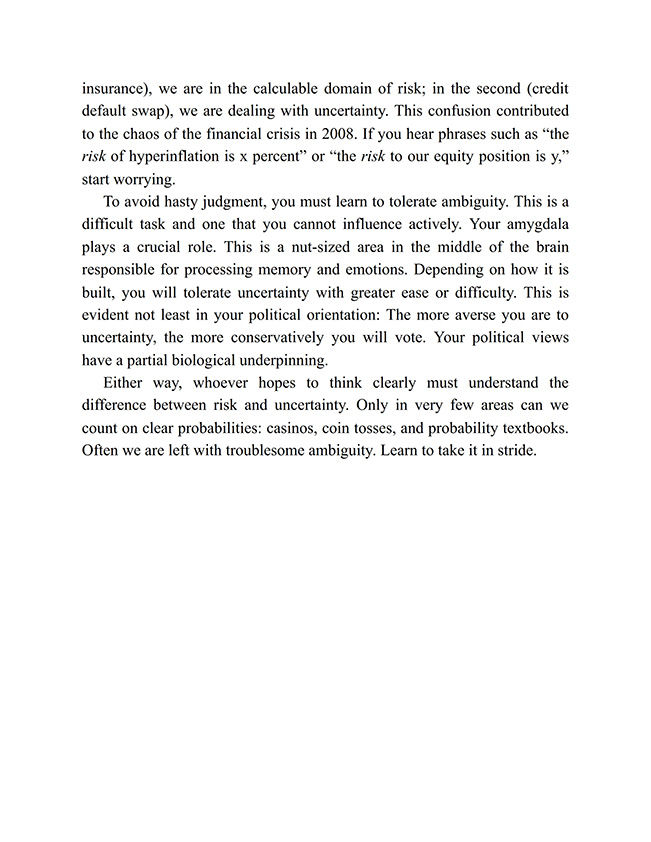 insurance), we are in the calculable domain of risk; in the second (credit
default swap), we are dealing with uncertainty. This confusion contributed
to the chaos of the financial crisis in 2008. If you hear phrases such as “the
risk of hyperinflation is x percent” or “the risk to our equity position is y,”
start worrying.
To avoid hasty judgment, you must learn to tolerate ambiguity. This is a
difficult task and one that you cannot influence actively. Your amygdala
plays a crucial role. This is a nut-sized area in the middle of the brain
responsible for processing memory and emotions. Depending on how it is
built, you will tolerate uncertainty with greater ease or difficulty. This is
evident not least in your political orientation: The more averse you are to
uncertainty, the more conservatively you will vote. Your political views
have a partial biological underpinning.
Either way, whoever hopes to think clearly must understand the
difference between risk and uncertainty. Only in very few areas can we
count on clear probabilities: casinos, coin tosses, and probability textbooks.
Often we are left with troublesome ambiguity. Learn to take it in stride.